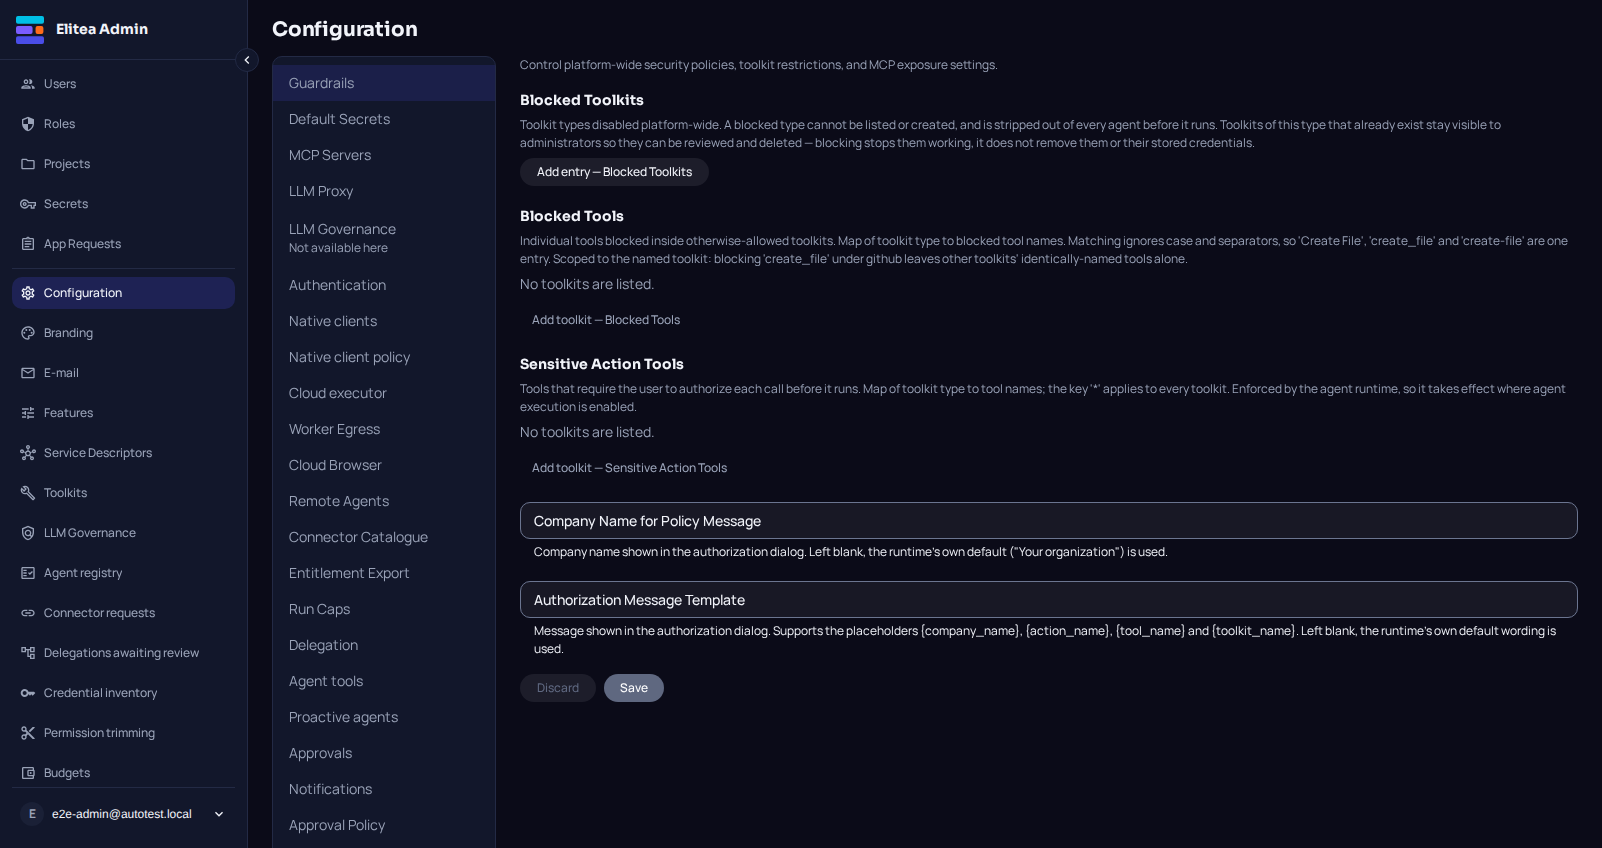 Elitea Admin
Users
Roles
Projects
Secrets
App Requests
Configuration
Branding
E-mail
Features
Service Descriptors
Toolkits
LLM Governance
Agent registry
Connector requests
Delegations awaiting review
Credential inventory
Permission trimming
Budgets
E
e2e-admin@autotest.local
Configuration
Guardrails
Default Secrets
MCP Servers
LLM Proxy
LLM Governance
Not available here
Authentication
Native clients
Native client policy
Cloud executor
Worker Egress
Cloud Browser
Remote Agents
Connector Catalogue
Entitlement Export
Run Caps
Delegation
Agent tools
Proactive agents
Approvals
Notifications
Approval Policy
Control platform-wide security policies, toolkit restrictions, and MCP exposure settings.
Blocked Toolkits
Toolkit types disabled platform-wide. A blocked type cannot be listed or created, and is stripped out of every agent before it runs. Toolkits of this type that already exist stay visible to
administrators so they can be reviewed and deleted — blocking stops them working, it does not remove them or their stored credentials.
Add entry — Blocked Toolkits
Blocked Tools
Individual tools blocked inside otherwise-allowed toolkits. Map of toolkit type to blocked tool names. Matching ignores case and separators, so 'Create File', 'create_file' and 'create-file' are one
entry. Scoped to the named toolkit: blocking 'create_file' under github leaves other toolkits' identically-named tools alone.
No toolkits are listed.
Add toolkit — Blocked Tools
Sensitive Action Tools
Tools that require the user to authorize each call before it runs. Map of toolkit type to tool names; the key '*' applies to every toolkit. Enforced by the agent runtime, so it takes effect where agent
execution is enabled.
No toolkits are listed.
Add toolkit — Sensitive Action Tools
Company Name for Policy Message
Company name shown in the authorization dialog. Left blank, the runtime's own default ("Your organization") is used.
Authorization Message Template
Message shown in the authorization dialog. Supports the placeholders {company_name}, {action_name}, {tool_name} and {toolkit_name}. Left blank, the runtime's own default wording is
used.
Discard
Save